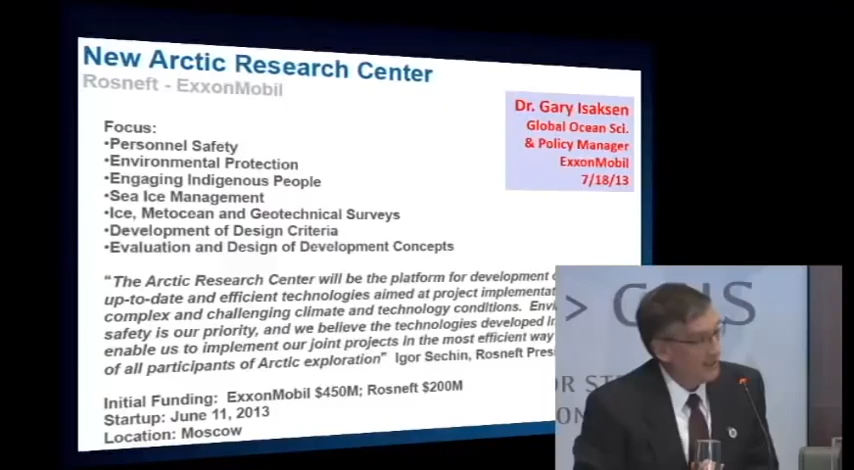 New Arctic Research Center
Rosneft - ExxonMobil
Dr. Gary Isaksen
Global Ocean Sci.
& Policy Manager
ExxonMobil
7/18/13
Focus:
•Personnel Safety
•Environmental Protection
•Engaging Indigenous People
•Sea Ice Management
•Ice, Metocean and Geotechnical Surveys
•Development of Design Criteria
•Evaluation and Design of Development Concepts
"The Arctic Research Center will be the platform for development
up-to-date and efficient technologies aimed at project
complex and challenging climate and technology conditions.
safety is our priority, and we believe the technologies developed
enable us to implement our joint projects in the most efficient way
of all participants of Arctic exploration" Igor Sechin, Rosneft
Initial Funding: ExxonMobil $450M; Rosneft $200M
Startup: June 11, 2013
Location: Moscow